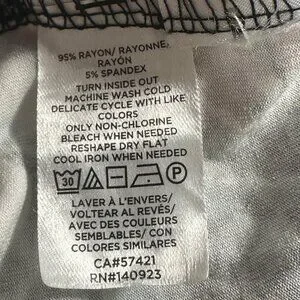 95% RAYON/ RAYONNE/
RAYÓN
5% SPANDEX
TURN INSIDE OUT
MACHINE WASH COLD
DELICATE CYCLE WITH LIKE
COLORS
ONLY NON-CHLORINE
BLEACH WHEN NEEDED
RESHAPE DRY FLAT
COOL IRON WHEN NEEDED
30 P
LAVER À L'ENVERS/
VOLTEAR AL REVÉS/
AVEC DES COULEURS
SEMBLABLES/ CON
COLORES SIMILARES
CA#57421
RN#140923